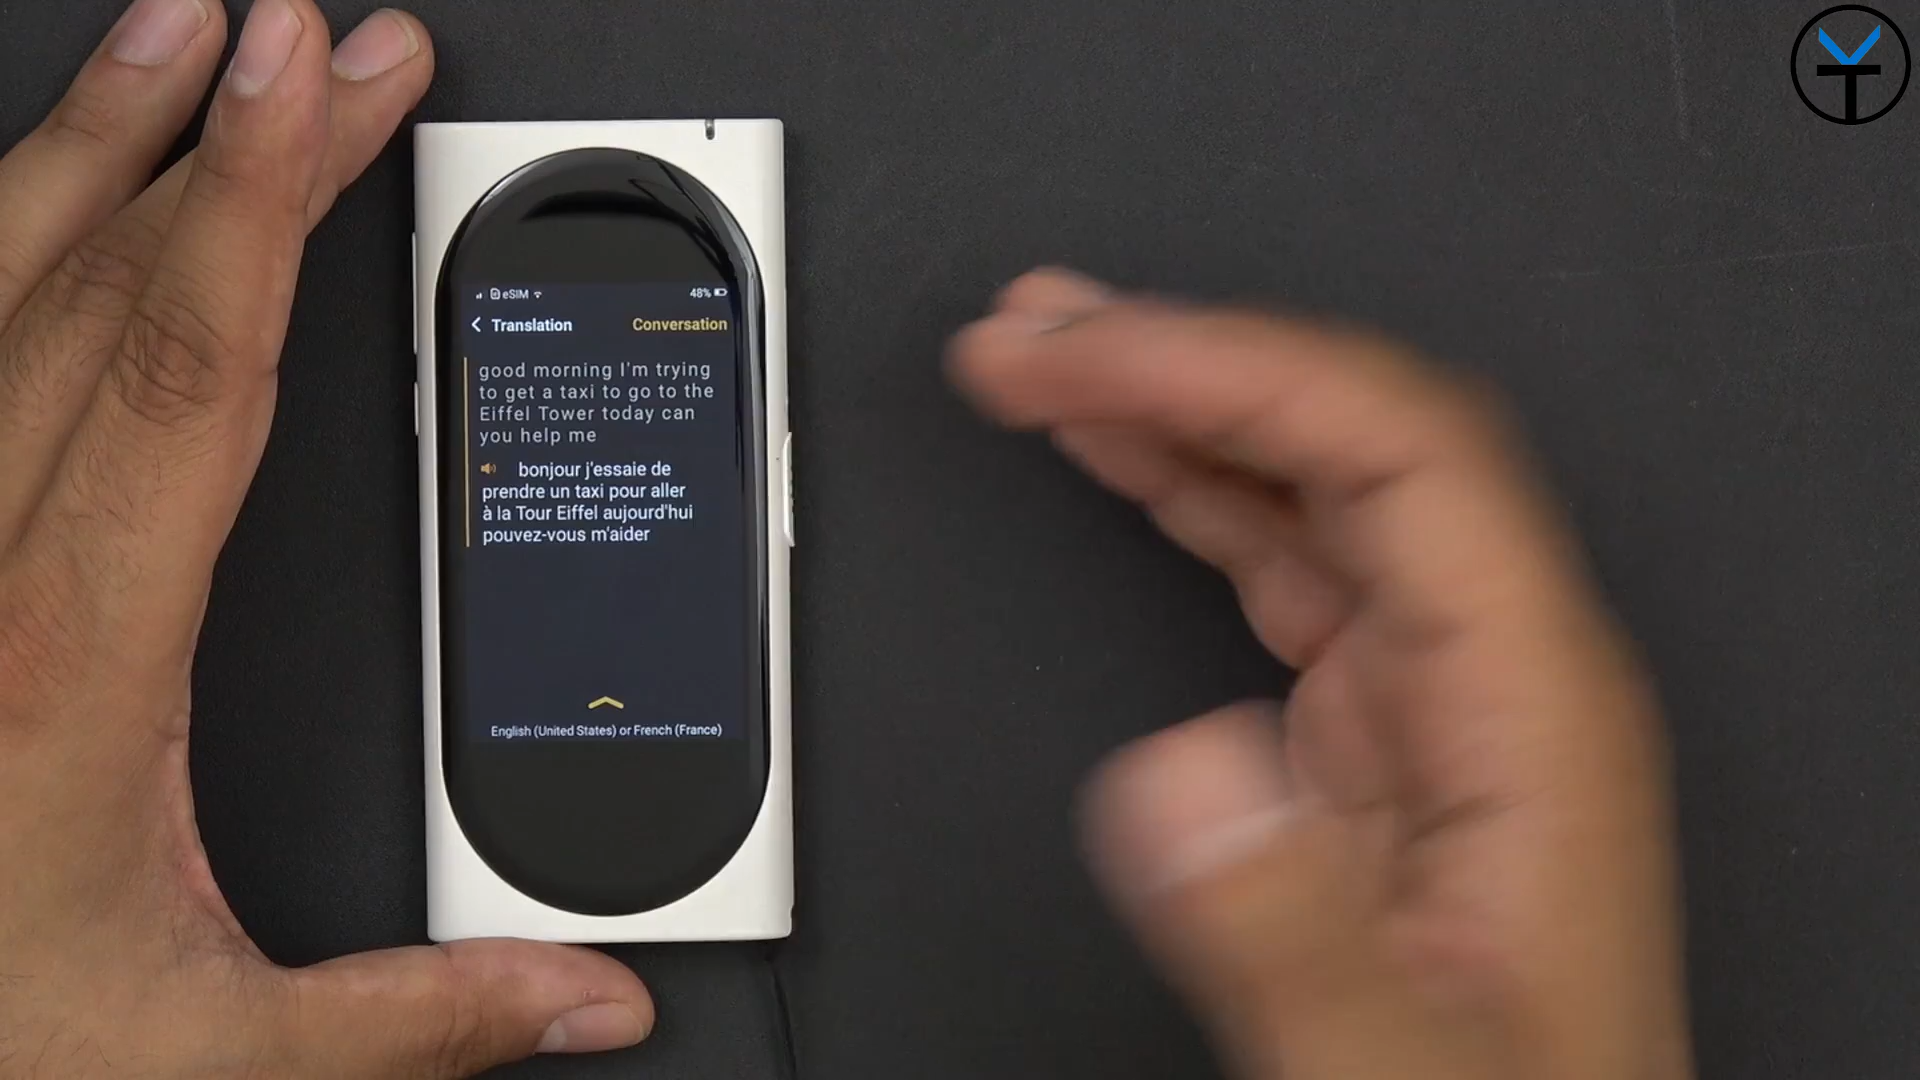 eSIM 48%
Translation Conversation
good morning I'm trying
to get a taxi to go to the
Eiffel Tower today can
you help me
bonjour j'essaie de
prendre un taxi pour aller
à la Tour Eiffel aujourd'hui
pouvez-vous m'aider
English (United States) or French (France)